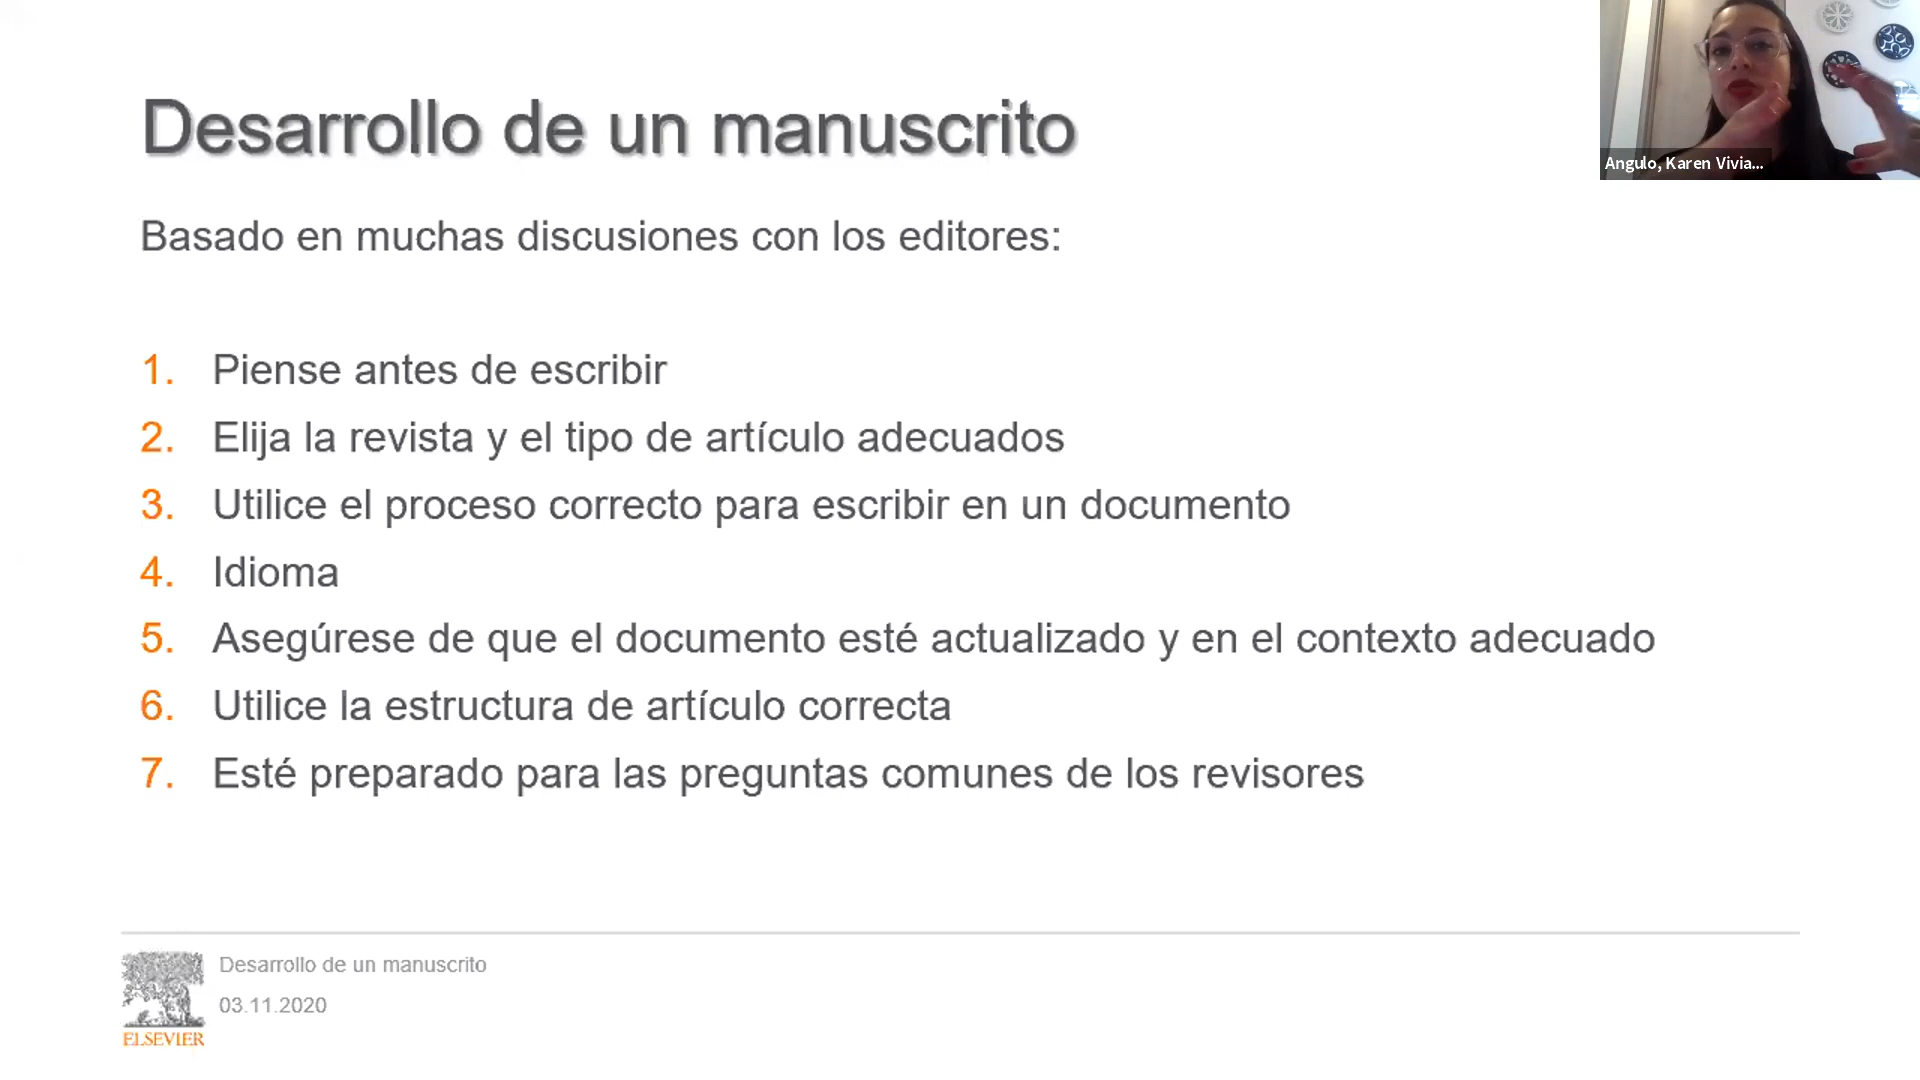 Desarrollo de un manuscrito
Angulo, Karen Vivia...
Basado en muchas discusiones con los editores:
1. Piense antes de escribir
2. Elija la revista y el tipo de artículo adecuados
3. Utilice el proceso correcto para escribir en un documento
4. Idioma
5. Asegúrese de que el documento esté actualizado y en el contexto adecuado
6. Utilice la estructura de artículo correcta
7. Esté preparado para las preguntas comunes de los revisores
Desarrollo de un manuscrito
03.11.2020
ELSEVIER